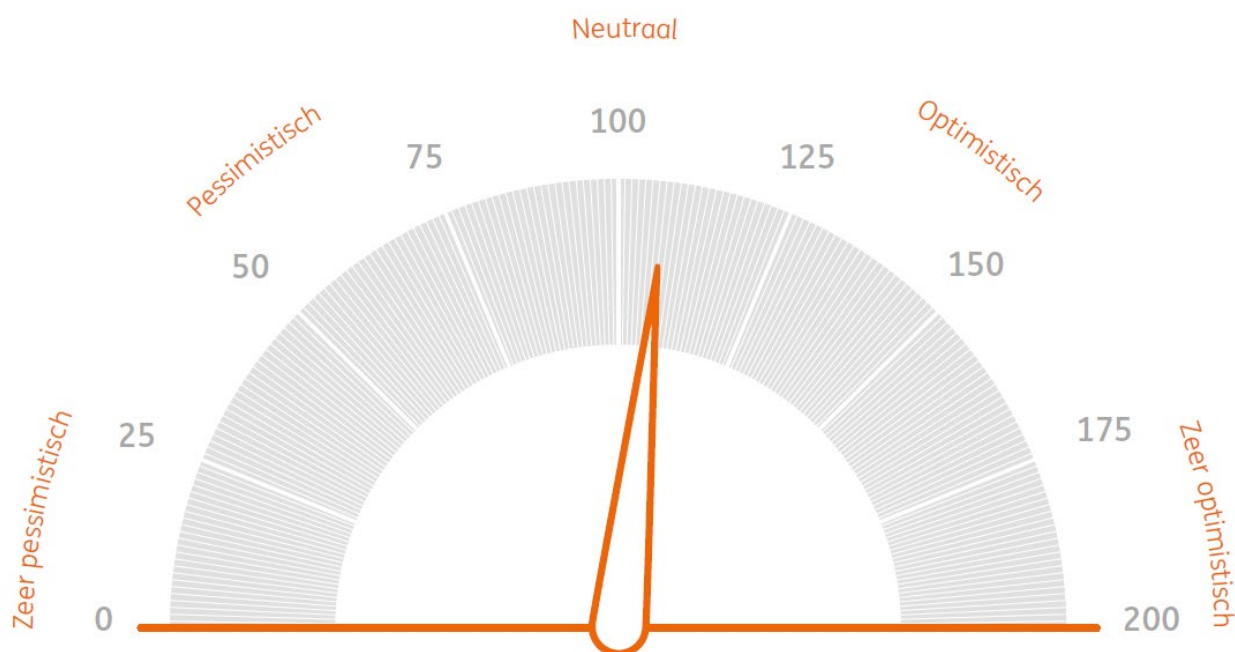 Neutraal
Pessimistisch
Optimistisch
100
75
125
50
150
25
175
Zeer pessimistisch
Zeer optimistisch
0
200